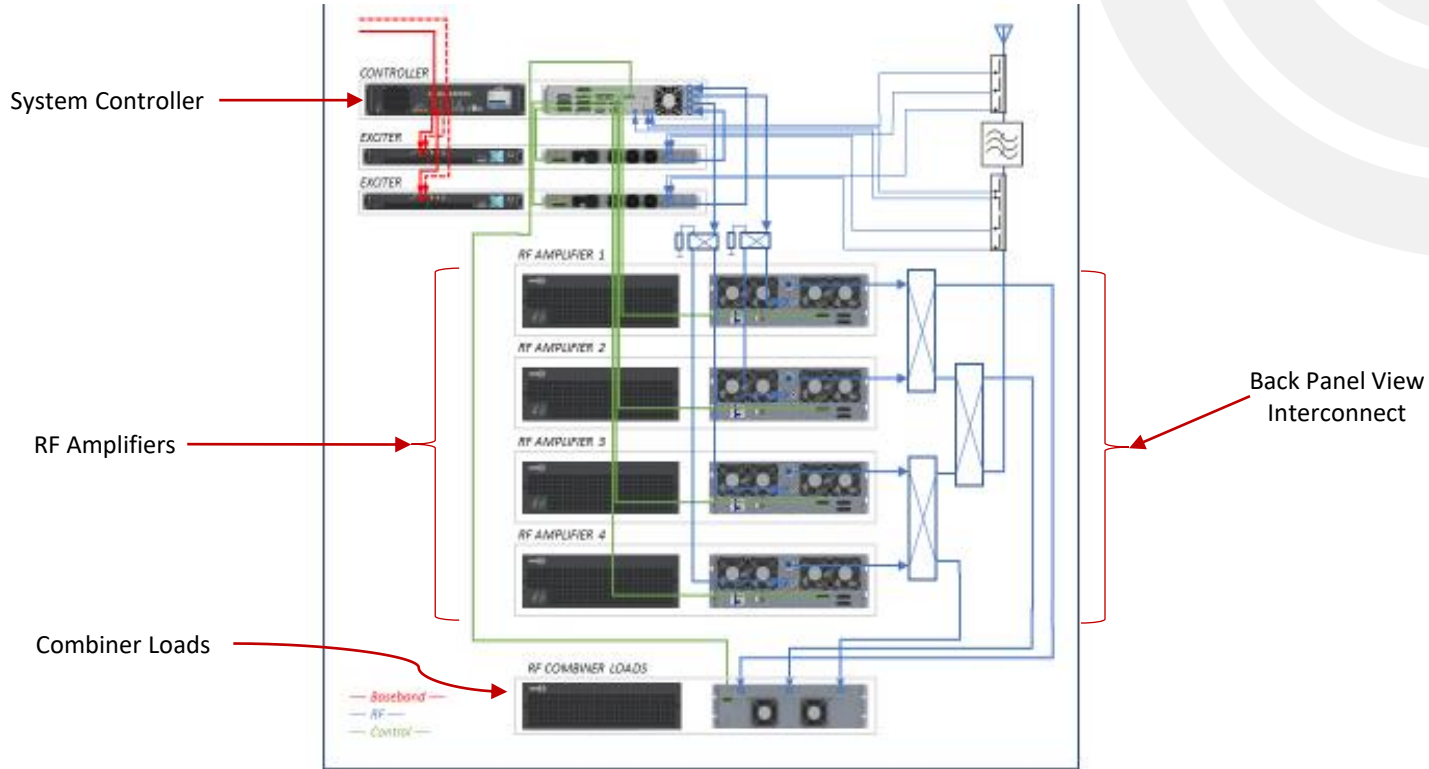 CONTROLLER
System Controller
EXCITER
EXCITER
RF AMPLIFIER 1
RF AMPLIFIER 2
Back Panel View
Interconnect
RF Amplifiers
RF AMPLIFIER 3
RF AMPLIFIER 4
Combiner Loads
RF COMBINER LOADS
Baseband
RF
Control